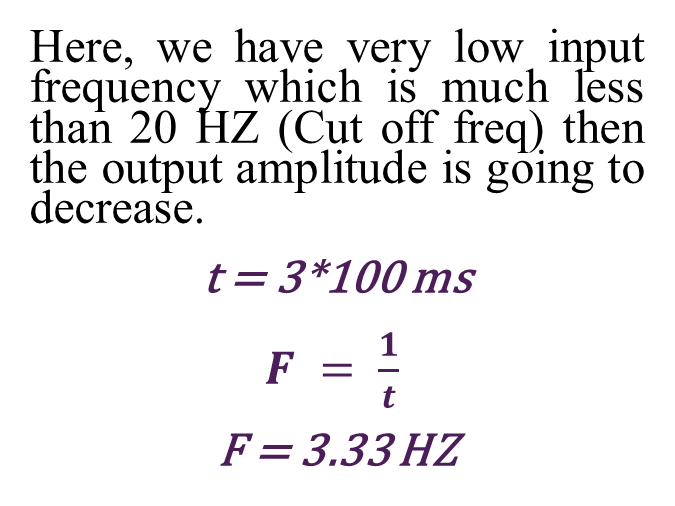 Here, we have very low input
frequency which is much less
than 20 HZ (Cut off freq) then
the output amplitude is going to
decrease.
t = 3*100 ms
F = 1/t
F = 3.33 HZ